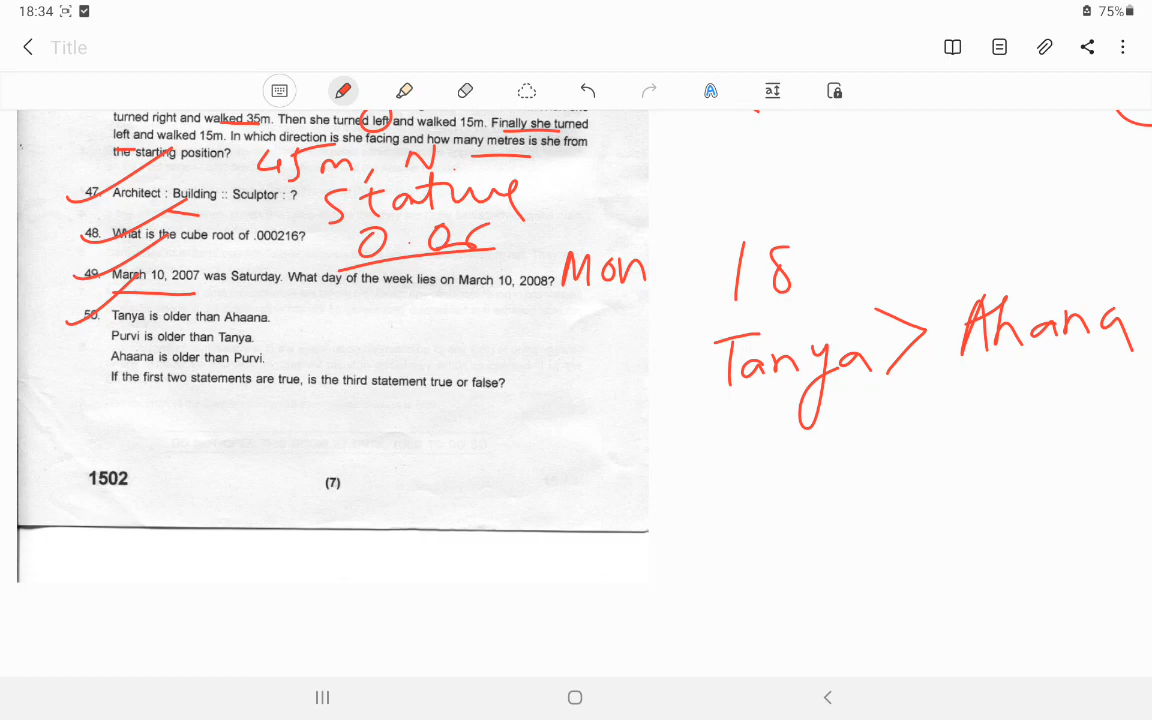 18:34
75%
Title
turned right and walked 35m. Then she turned left and walked 15m. Finally she turned
left and walked 15m. In which direction is she facing and how many metres is she from
the starting position?
45m, N.
47. Architect : Building :: Sculptor : ?
Statue
48. What is the cube root of .000216?
0.06
49. March 10, 2007 was Saturday. What day of the week lies on March 10, 2008?
Mon
18
50. Tanya is older than Ahaana.
Purvi is older than Tanya.
Ahaana is older than Purvi.
If the first two statements are true, is the third statement true or false?
Tanya > Ahana
1502
(7)